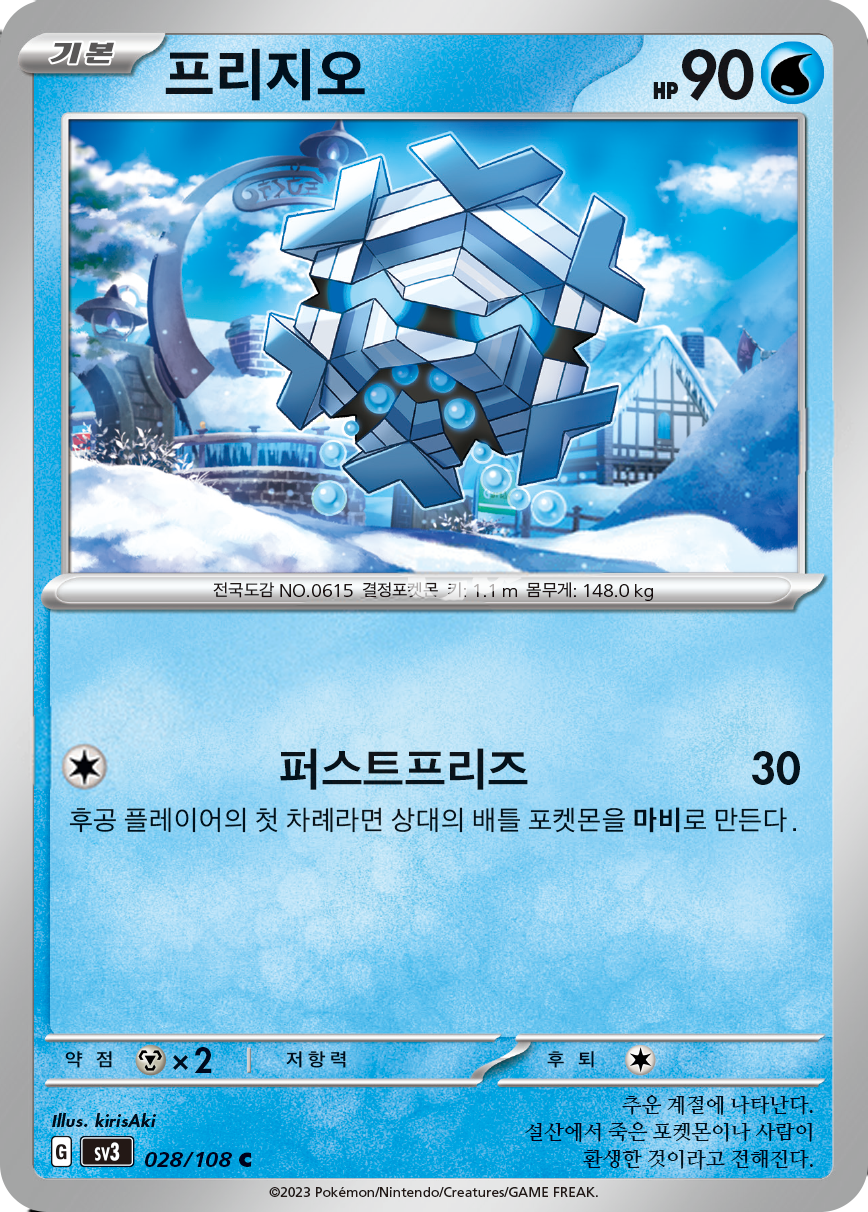 기본
프리지오
HP 90
전국도감 NO.0615 결정포켓몬 키: 1.1 m 몸무게: 148.0 kg
퍼스트프리즈 30
후공 플레이어의 첫 차례라면 상대의 배틀 포켓몬을 마비로 만든다.
약점 ×2 저항력 후퇴
추운 계절에 나타난다.
설산에서 죽은 포켓몬이나 사람이
환생한 것이라고 전해진다.
Illus. kirisAki
G sv3 028/108 C
©2023 Pokémon/Nintendo/Creatures/GAME FREAK.